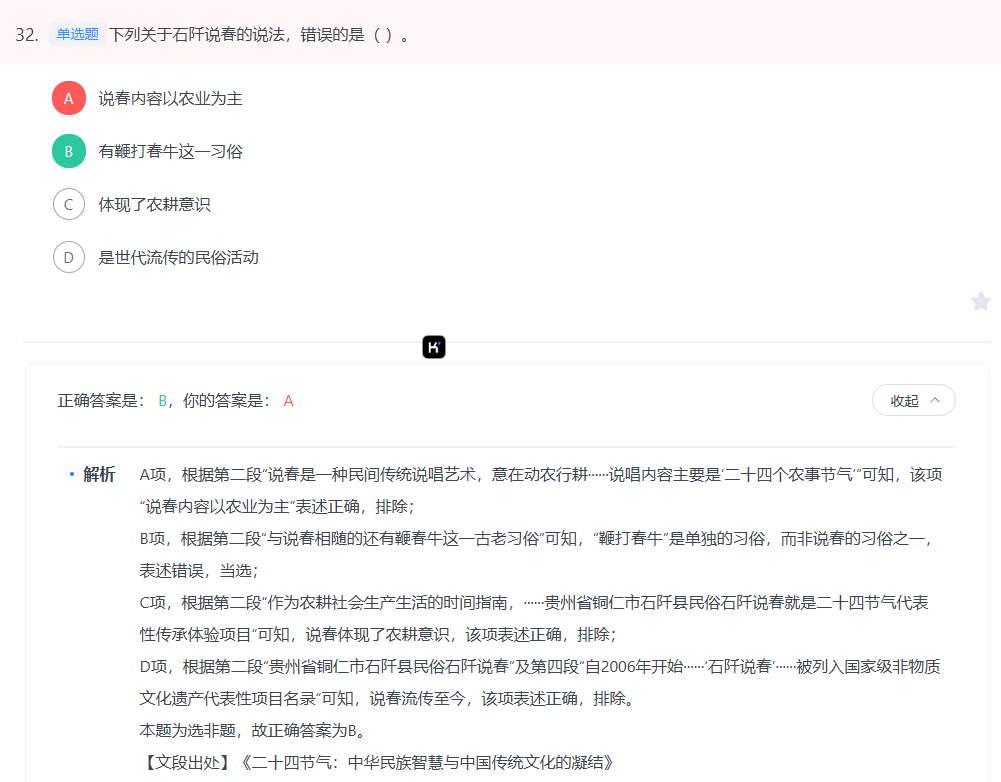 32. 单选题 下列关于石阡说春的说法，错误的是（ ）。
A 说春内容以农业为主
B 有鞭打春牛这一习俗
C 体现了农耕意识
D 是世代流传的民俗活动
K
正确答案是： B，你的答案是： A
收起
解析 A项，根据第二段“说春是一种民间传统说唱艺术，意在动农行耕······说唱内容主要是‘二十四个农事节气’”可知，该项
“说春内容以农业为主”表述正确，排除；
B项，根据第二段“与说春相随的还有鞭春牛这一古老习俗”可知，“鞭打春牛”是单独的习俗，而非说春的习俗之一，
表述错误，当选；
C项，根据第二段“作为农耕社会生产生活的时间指南，······贵州省铜仁市石阡县民俗石阡说春就是二十四节气代表
性传承体验项目”可知，说春体现了农耕意识，该项表述正确，排除；
D项，根据第二段“贵州省铜仁市石阡县民俗石阡说春”及第四段“自2006年开始······‘石阡说春’······被列入国家级非物质
文化遗产代表性项目名录”可知，说春流传至今，该项表述正确，排除。
本题为选非题，故正确答案为B。
【文段出处】《二十四节气：中华民族智慧与中国传统文化的凝结》